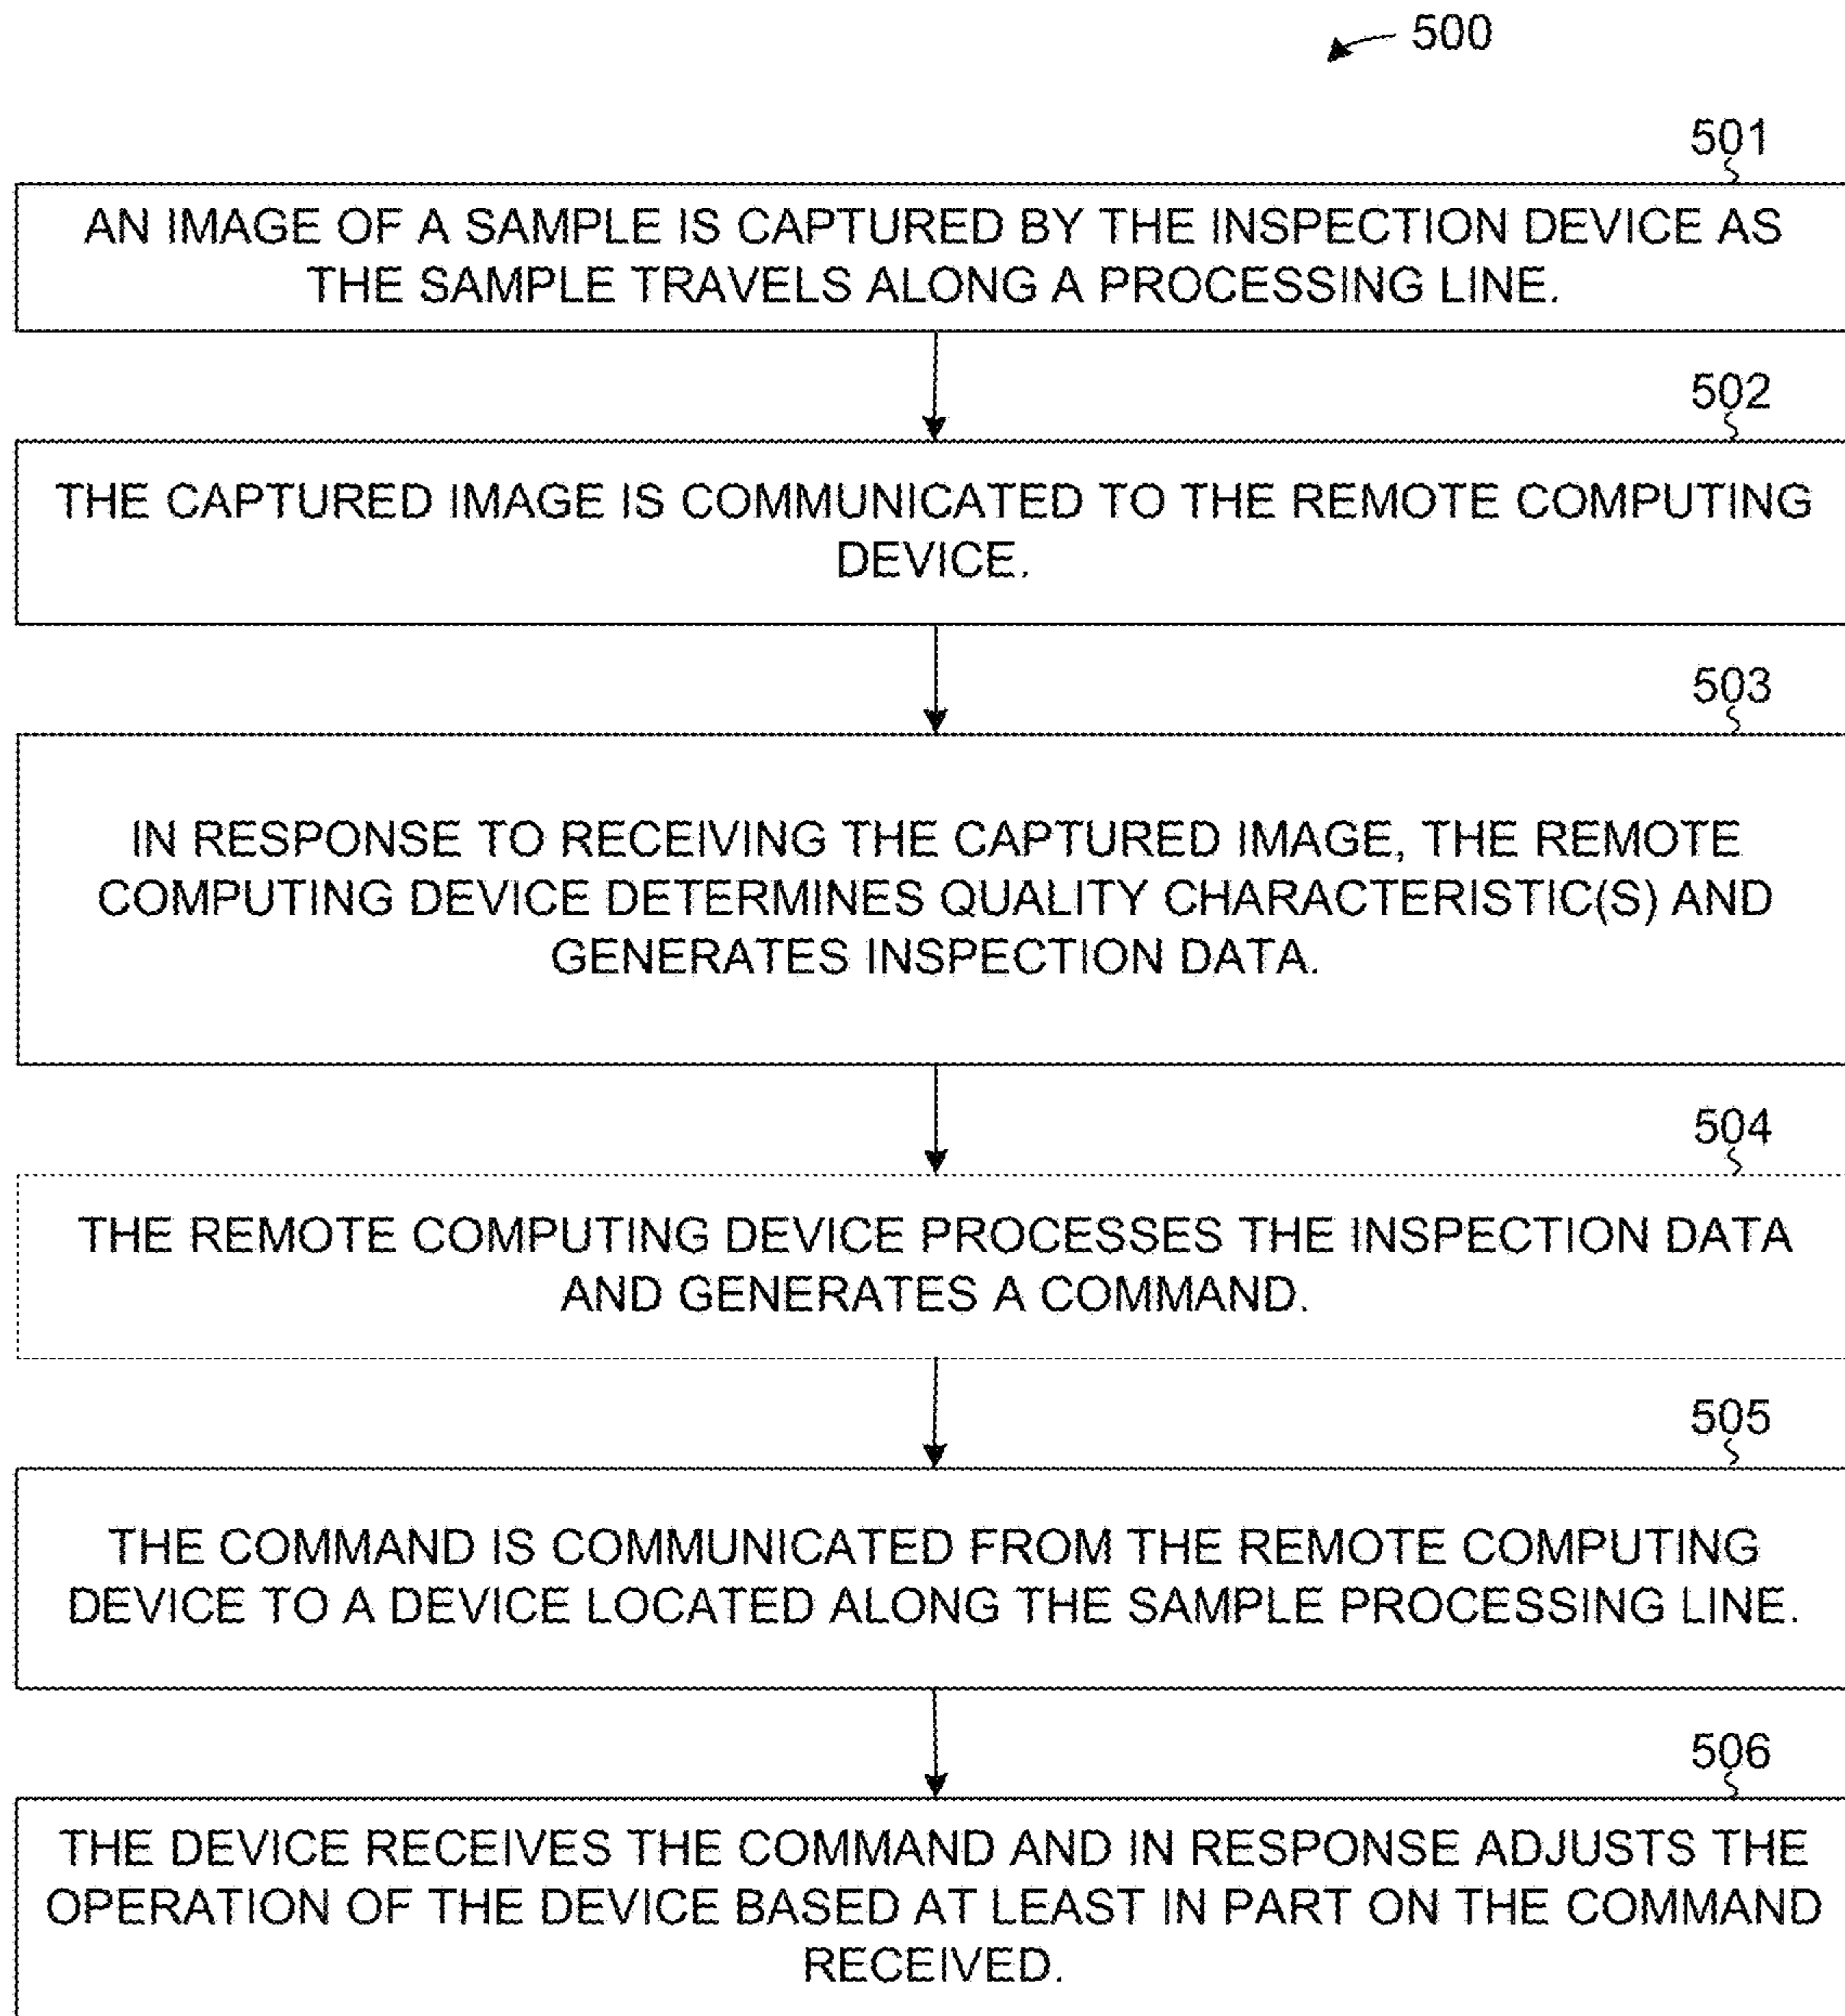 500
501
AN IMAGE OF A SAMPLE IS CAPTURED BY THE INSPECTION DEVICE AS
THE SAMPLE TRAVELS ALONG A PROCESSING LINE.
502
THE CAPTURED IMAGE IS COMMUNICATED TO THE REMOTE COMPUTING
DEVICE.
503
IN RESPONSE TO RECEIVING THE CAPTURED IMAGE, THE REMOTE
COMPUTING DEVICE DETERMINES QUALITY CHARACTERISTIC(S) AND
GENERATES INSPECTION DATA.
504
THE REMOTE COMPUTING DEVICE PROCESSES THE INSPECTION DATA
AND GENERATES A COMMAND.
505
THE COMMAND IS COMMUNICATED FROM THE REMOTE COMPUTING
DEVICE TO A DEVICE LOCATED ALONG THE SAMPLE PROCESSING LINE.
506
THE DEVICE RECEIVES THE COMMAND AND IN RESPONSE ADJUSTS THE
OPERATION OF THE DEVICE BASED AT LEAST IN PART ON THE COMMAND
RECEIVED.